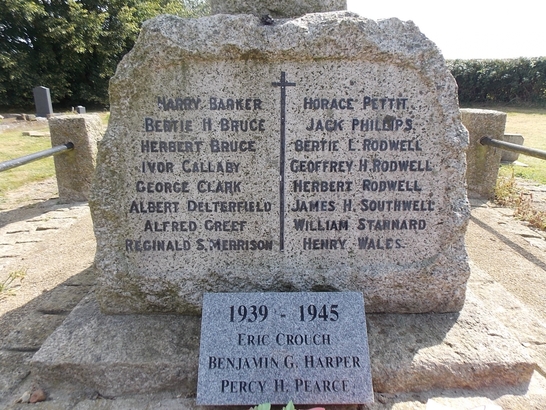 HARRY BARKER
BERTIE H. BRUCE
HERBERT BRUCE
IVOR CALLABY
GEORGE CLARK
ALBERT DELTERFIELD
ALFRED GREEF
REGINALD S. MERRISON
HORACE PETTIT.
JACK PHILLIPS.
BERTIE L. RODWELL
GEOFFREY H. RODWELL
HERBERT RODWELL
JAMES H. SOUTHWELL
WILLIAM STANNARD
HENRY WALES.
1939 - 1945
ERIC CROUCH
BENJAMIN G. HARPER
PERCY H. PEARCE